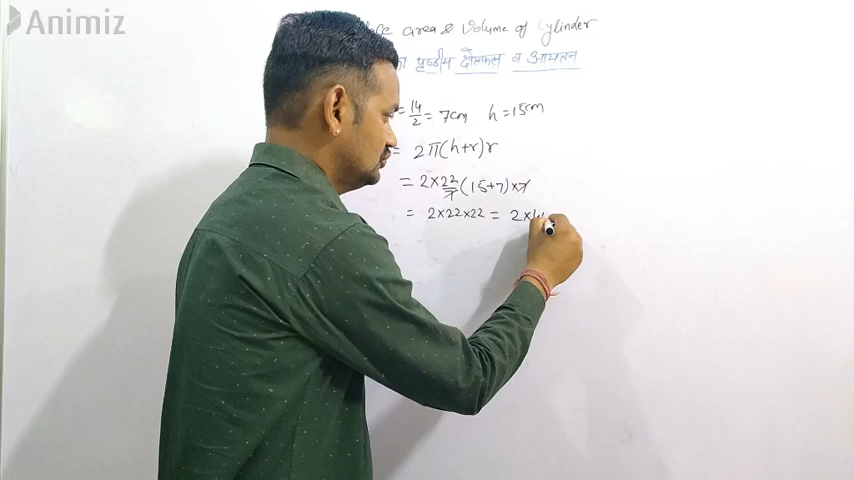 Animiz
area & Volume of Cylinder
पृष्ठीय क्षेत्रफल व आयतन
= 14/2 = 7cm h = 15cm
= 2π(h+r)r
= 2×22/7(15+7)×7
= 2×22×22 = 2×